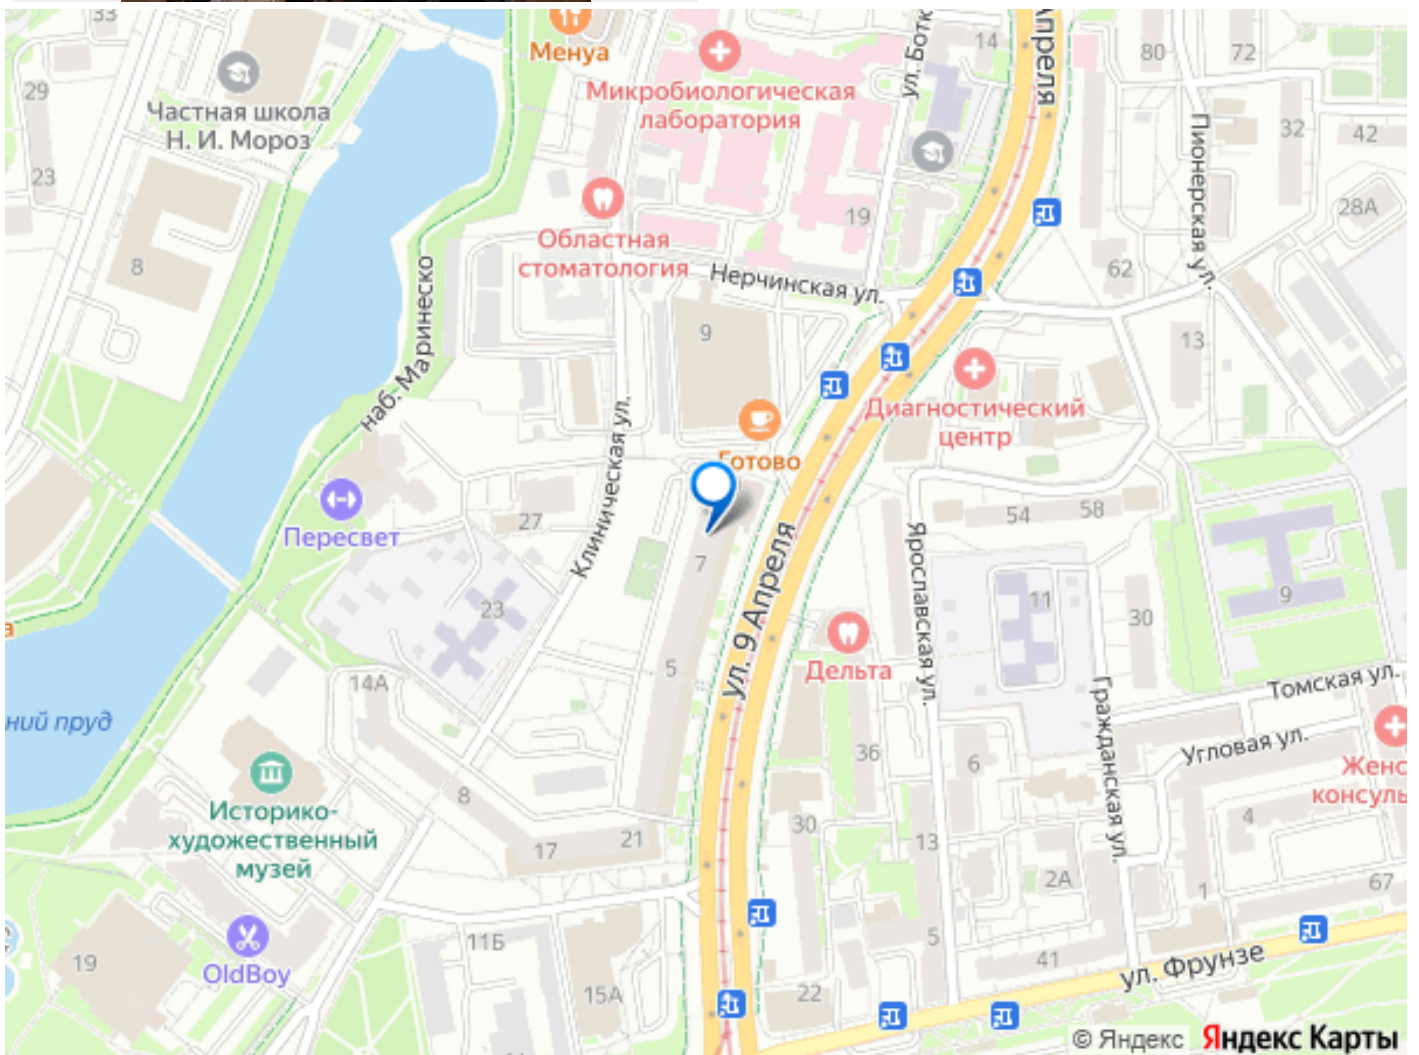 33
Менуа
14
Апреля
80
72
ул. Ботк
29
Частная школа
Н. И. Мороз
Микробиологическая
лаборатория
Пионерская ул.
32
42
23
28А
19
Областная
стоматология
Нерчинская ул.
62
8
наб. Маринеско
9
13
Диагностический
центр
Готово
Клиническая ул.
Пересвет
27
54
58
ул. 9 Апреля
Ярославская ул.
7
23
11
30
9
Дельта
5
14А
Гражданская ул.
Томская ул.
ний пруд
Угловая ул.
36
6
Женс
консуль
Историко-
художественный
музей
8
4
30
13
17
21
2А
1
67
11Б
5
19
OldBoy
41
ул. Фрунзе
15А
22
© Яндекс Яндекс Карты